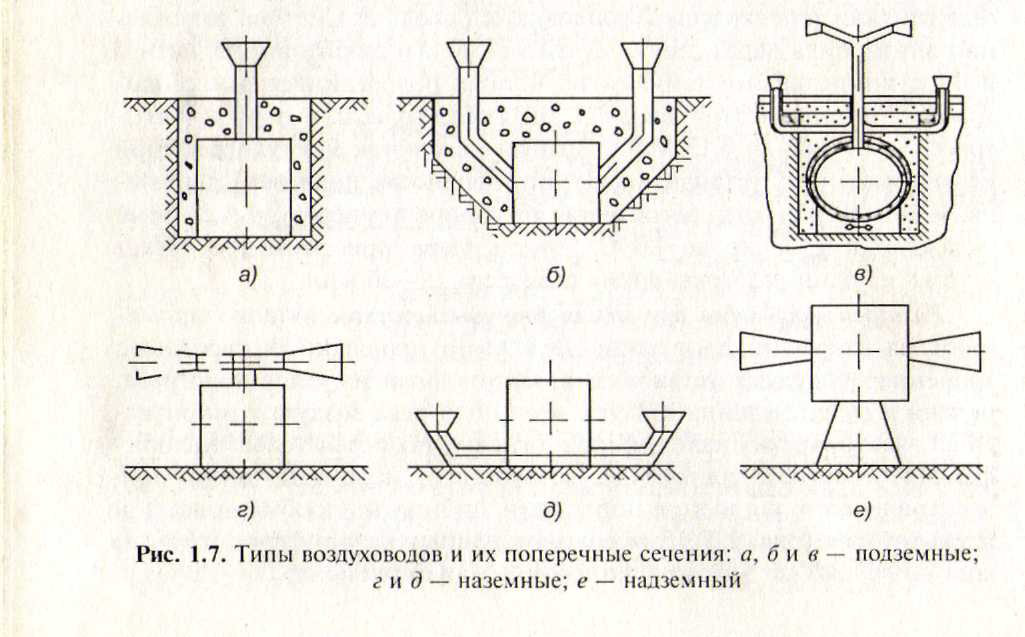 а)
б)
в)
г)
д)
е)
Рис. 1.7. Типы воздуховодов и их поперечные сечения: а, б и в — подземные;
г и д — наземные; е — надземный